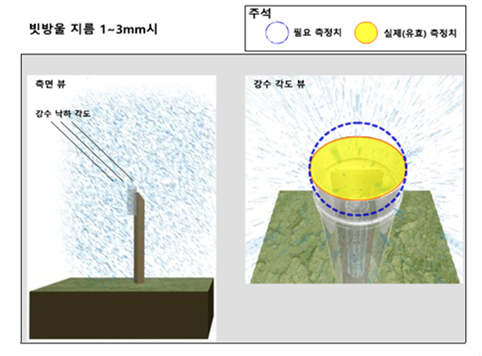 빗방울 지름 1~3mm시
주석
필요 측정치
실제(유효) 측정치
측면 뷰
강수 낙하 각도
강수 각도 뷰